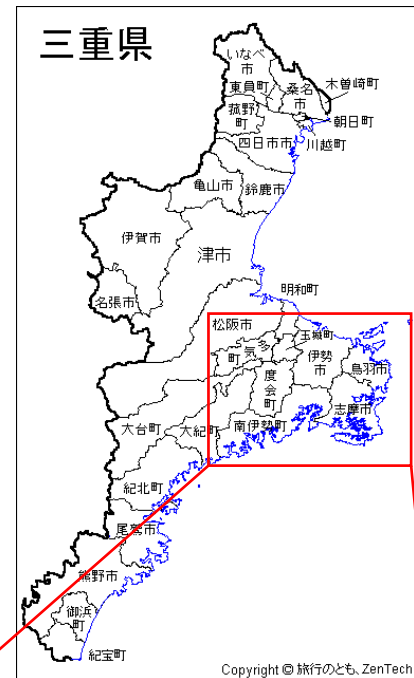 三重県
いなべ
市
東員町
桑名
市
木曽崎町
菰野
町
朝日町
川越町
四日市市
亀山市
鈴鹿市
伊賀市
津市
名張市
明和町
松阪市
玉城町
多
気
町
伊勢
市
鳥羽市
度
会
町
志摩市
大台町
大紀町
南伊勢町
紀北町
尾鷲市
熊野市
御浜
町
紀宝町
Copyright © 旅行のとも、ZenTech